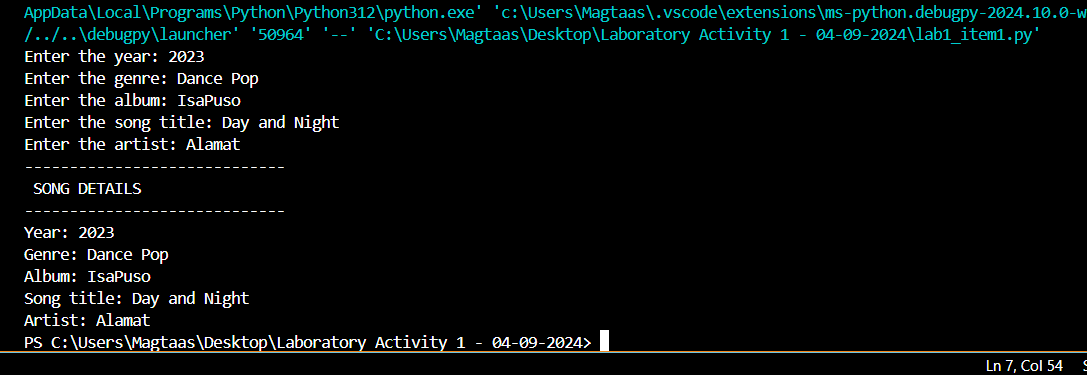 AppData\Local\Programs\Python\Python312\python.exe' 'c:\Users\Magtaas\.vscode\extensions\ms-python.debugpy-2024.10.0-w
/../..\debugpy\launcher' '50964' '--' 'C:\Users\Magtaas\Desktop\Laboratory Activity 1 - 04-09-2024\lab1_item1.py'
Enter the year: 2023
Enter the genre: Dance Pop
Enter the album: IsaPuso
Enter the song title: Day and Night
Enter the artist: Alamat
-----------------------------
 SONG DETAILS
-----------------------------
Year: 2023
Genre: Dance Pop
Album: IsaPuso
Song title: Day and Night
Artist: Alamat
PS C:\Users\Magtaas\Desktop\Laboratory Activity 1 - 04-09-2024>
Ln 7, Col 54